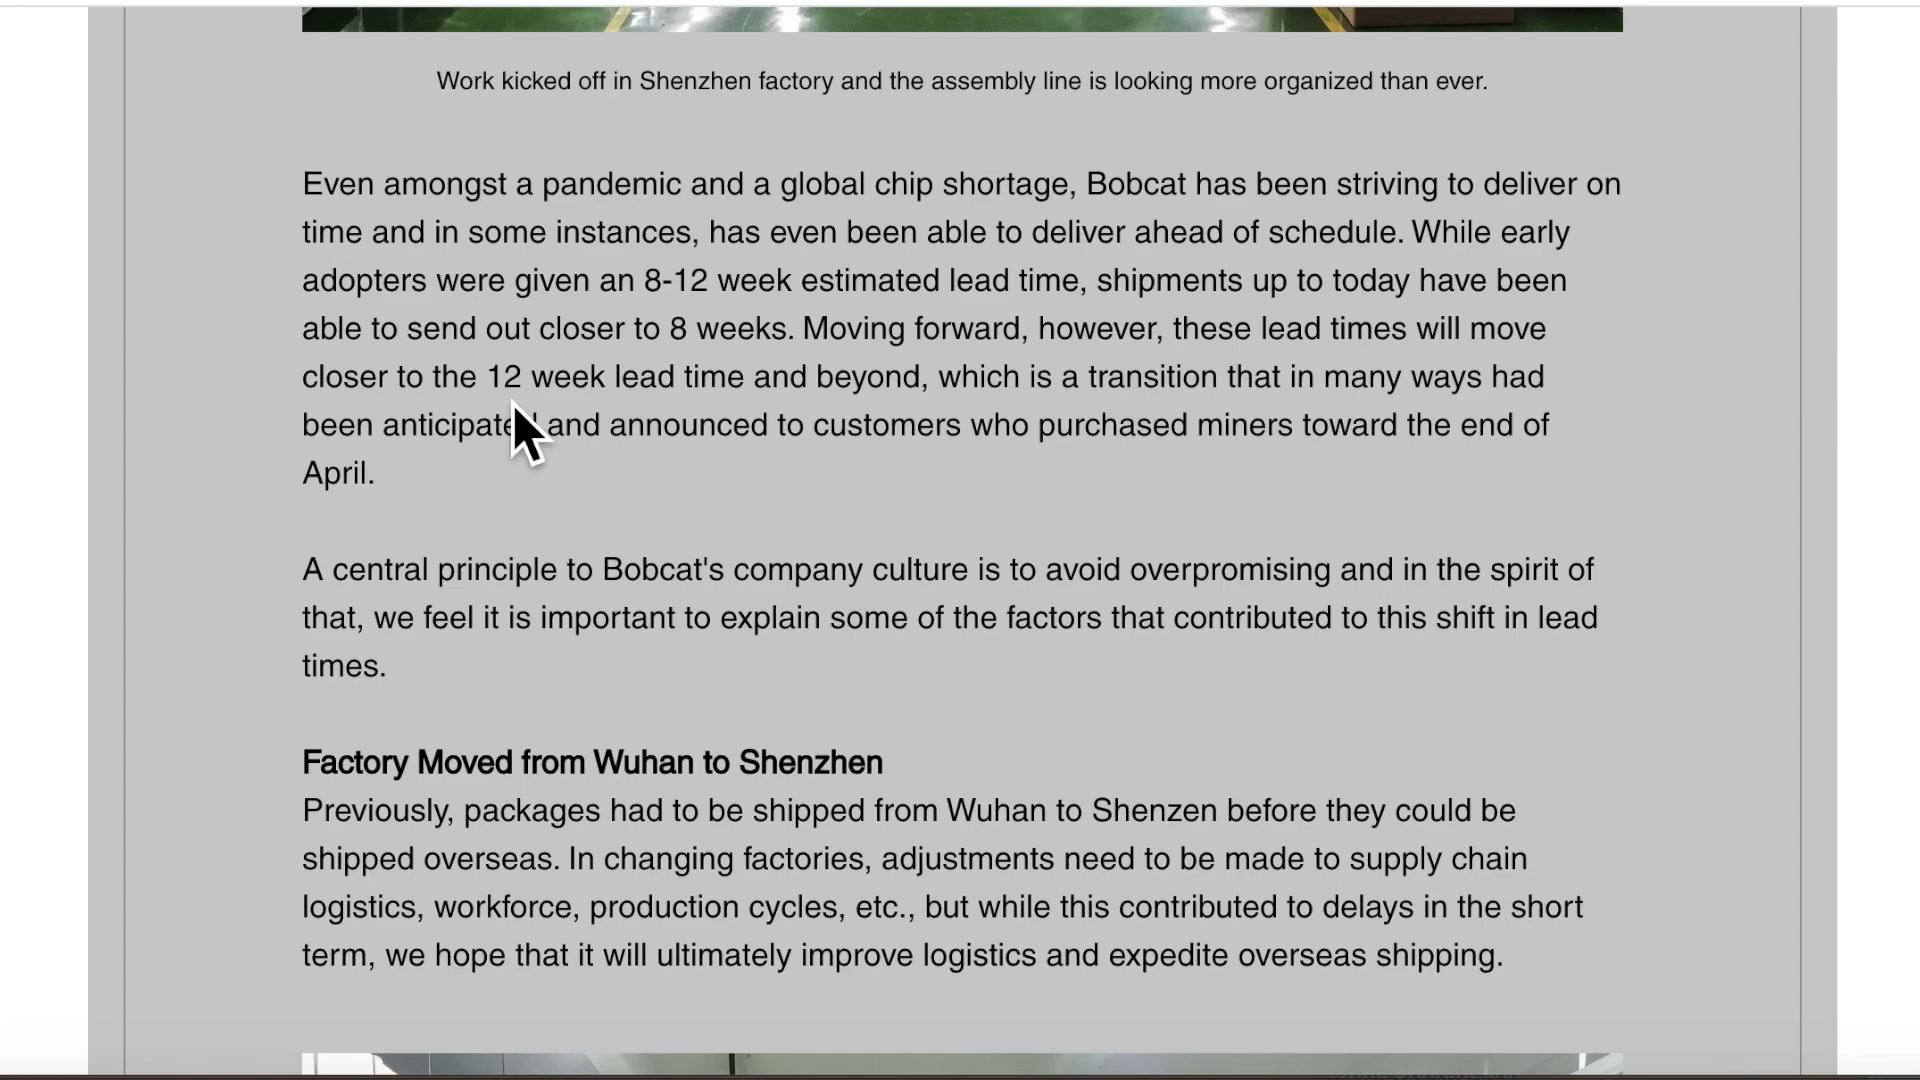 Work kicked off in Shenzhen factory and the assembly line is looking more organized than ever.
Even amongst a pandemic and a global chip shortage, Bobcat has been striving to deliver on
time and in some instances, has even been able to deliver ahead of schedule. While early
adopters were given an 8-12 week estimated lead time, shipments up to today have been
able to send out closer to 8 weeks. Moving forward, however, these lead times will move
closer to the 12 week lead time and beyond, which is a transition that in many ways had
been anticipated and announced to customers who purchased miners toward the end of
April.
A central principle to Bobcat's company culture is to avoid overpromising and in the spirit of
that, we feel it is important to explain some of the factors that contributed to this shift in lead
times.
Factory Moved from Wuhan to Shenzhen
Previously, packages had to be shipped from Wuhan to Shenzen before they could be
shipped overseas. In changing factories, adjustments need to be made to supply chain
logistics, workforce, production cycles, etc., but while this contributed to delays in the short
term, we hope that it will ultimately improve logistics and expedite overseas shipping.